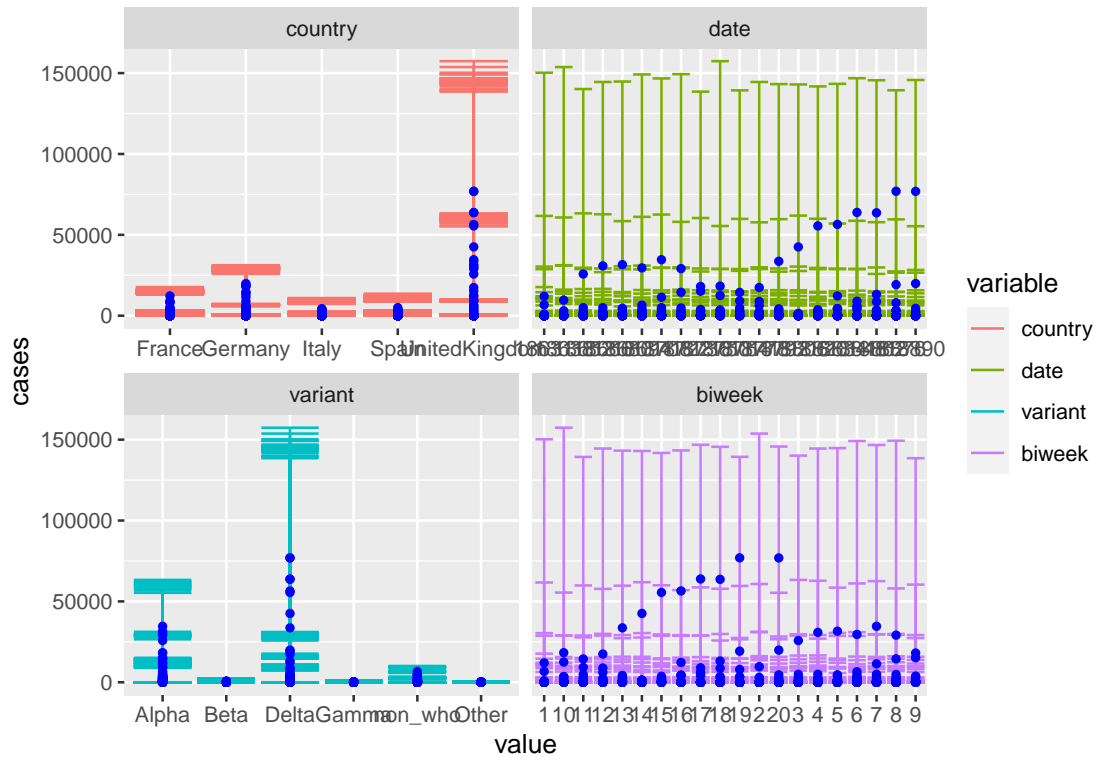 country
date
150000
100000
50000
0
France Germany Italy Spain UnitedKingdom
variant
biweek
150000
100000
50000
0
Alpha Beta Delta Gamma non_who Other
1 10 11 12 13 14 15 16 17 18 19 2 20 3 4 5 6 7 8 9
cases
value
variable
country
date
variant
biweek